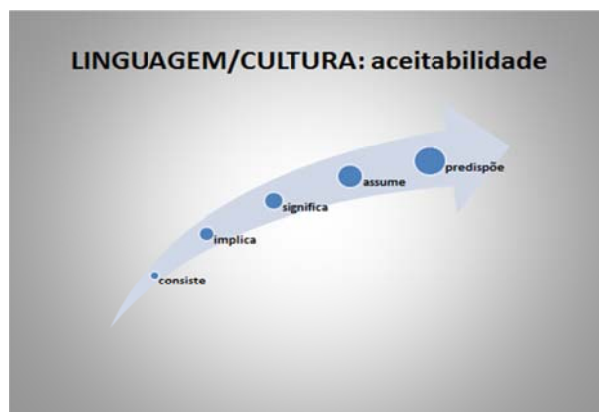 LINGUAGEM/CULTURA: aceitabilidade
predispõe
assume
significa
implica
consiste